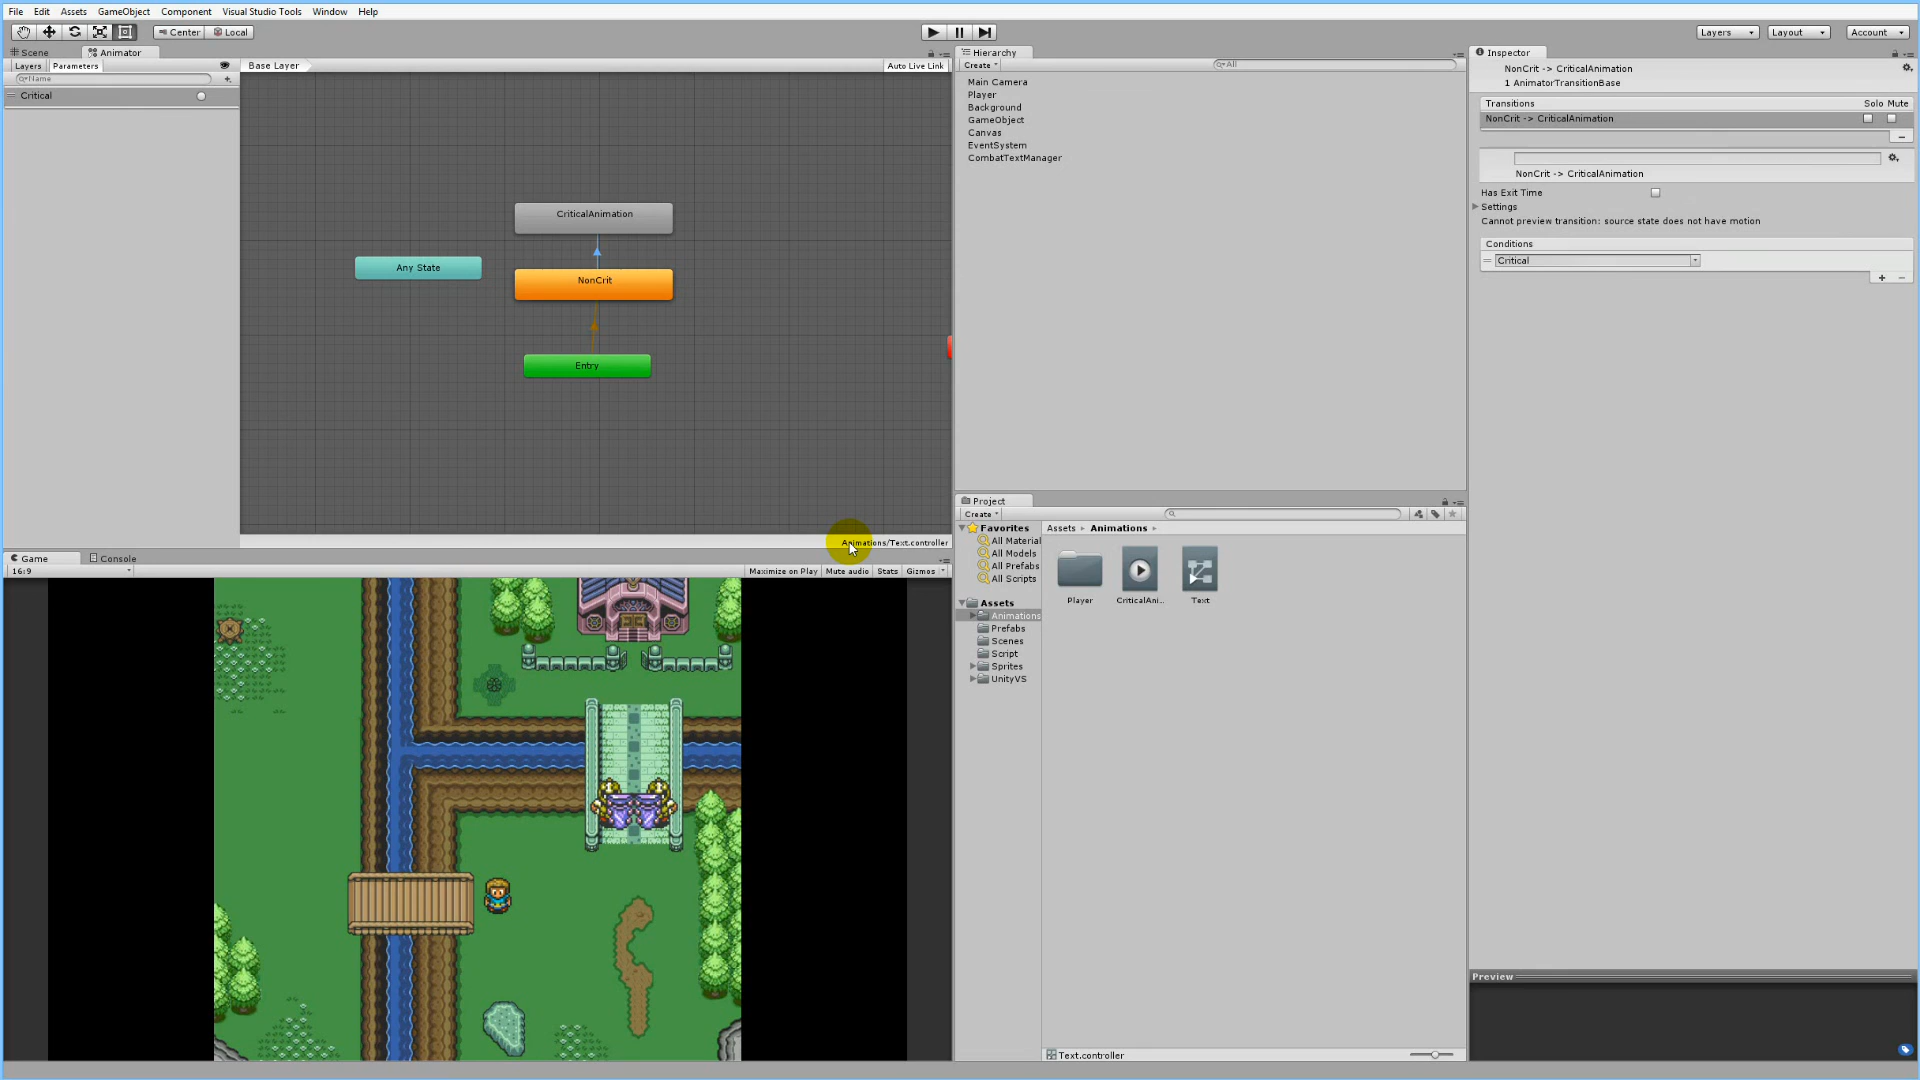 File Edit Assets GameObject Component Visual Studio Tools Window Help
Center Local
Layers Layout Account
Scene Animator
Layers Parameters
Name
Critical
Base Layer
Auto Live Link
CriticalAnimation
Any State
NonCrit
Entry
Animations/Text.controller
Game Console
16:9
Maximize on Play Mute audio Stats Gizmos
Hierarchy
Create
All
Main Camera
Player
Background
GameObject
Canvas
EventSystem
CombatTextManager
Project
Create
Favorites
All Material
All Models
All Prefabs
All Scripts
Assets
Animations
Prefabs
Scenes
Script
Sprites
UnityVS
Assets Animations
Player
CriticalAni...
Text
Text.controller
Inspector
NonCrit -> CriticalAnimation
1 AnimatorTransitionBase
Transitions Solo Mute
NonCrit -> CriticalAnimation
NonCrit -> CriticalAnimation
Has Exit Time
Settings
Cannot preview transition: source state does not have motion
Conditions
Critical
Preview